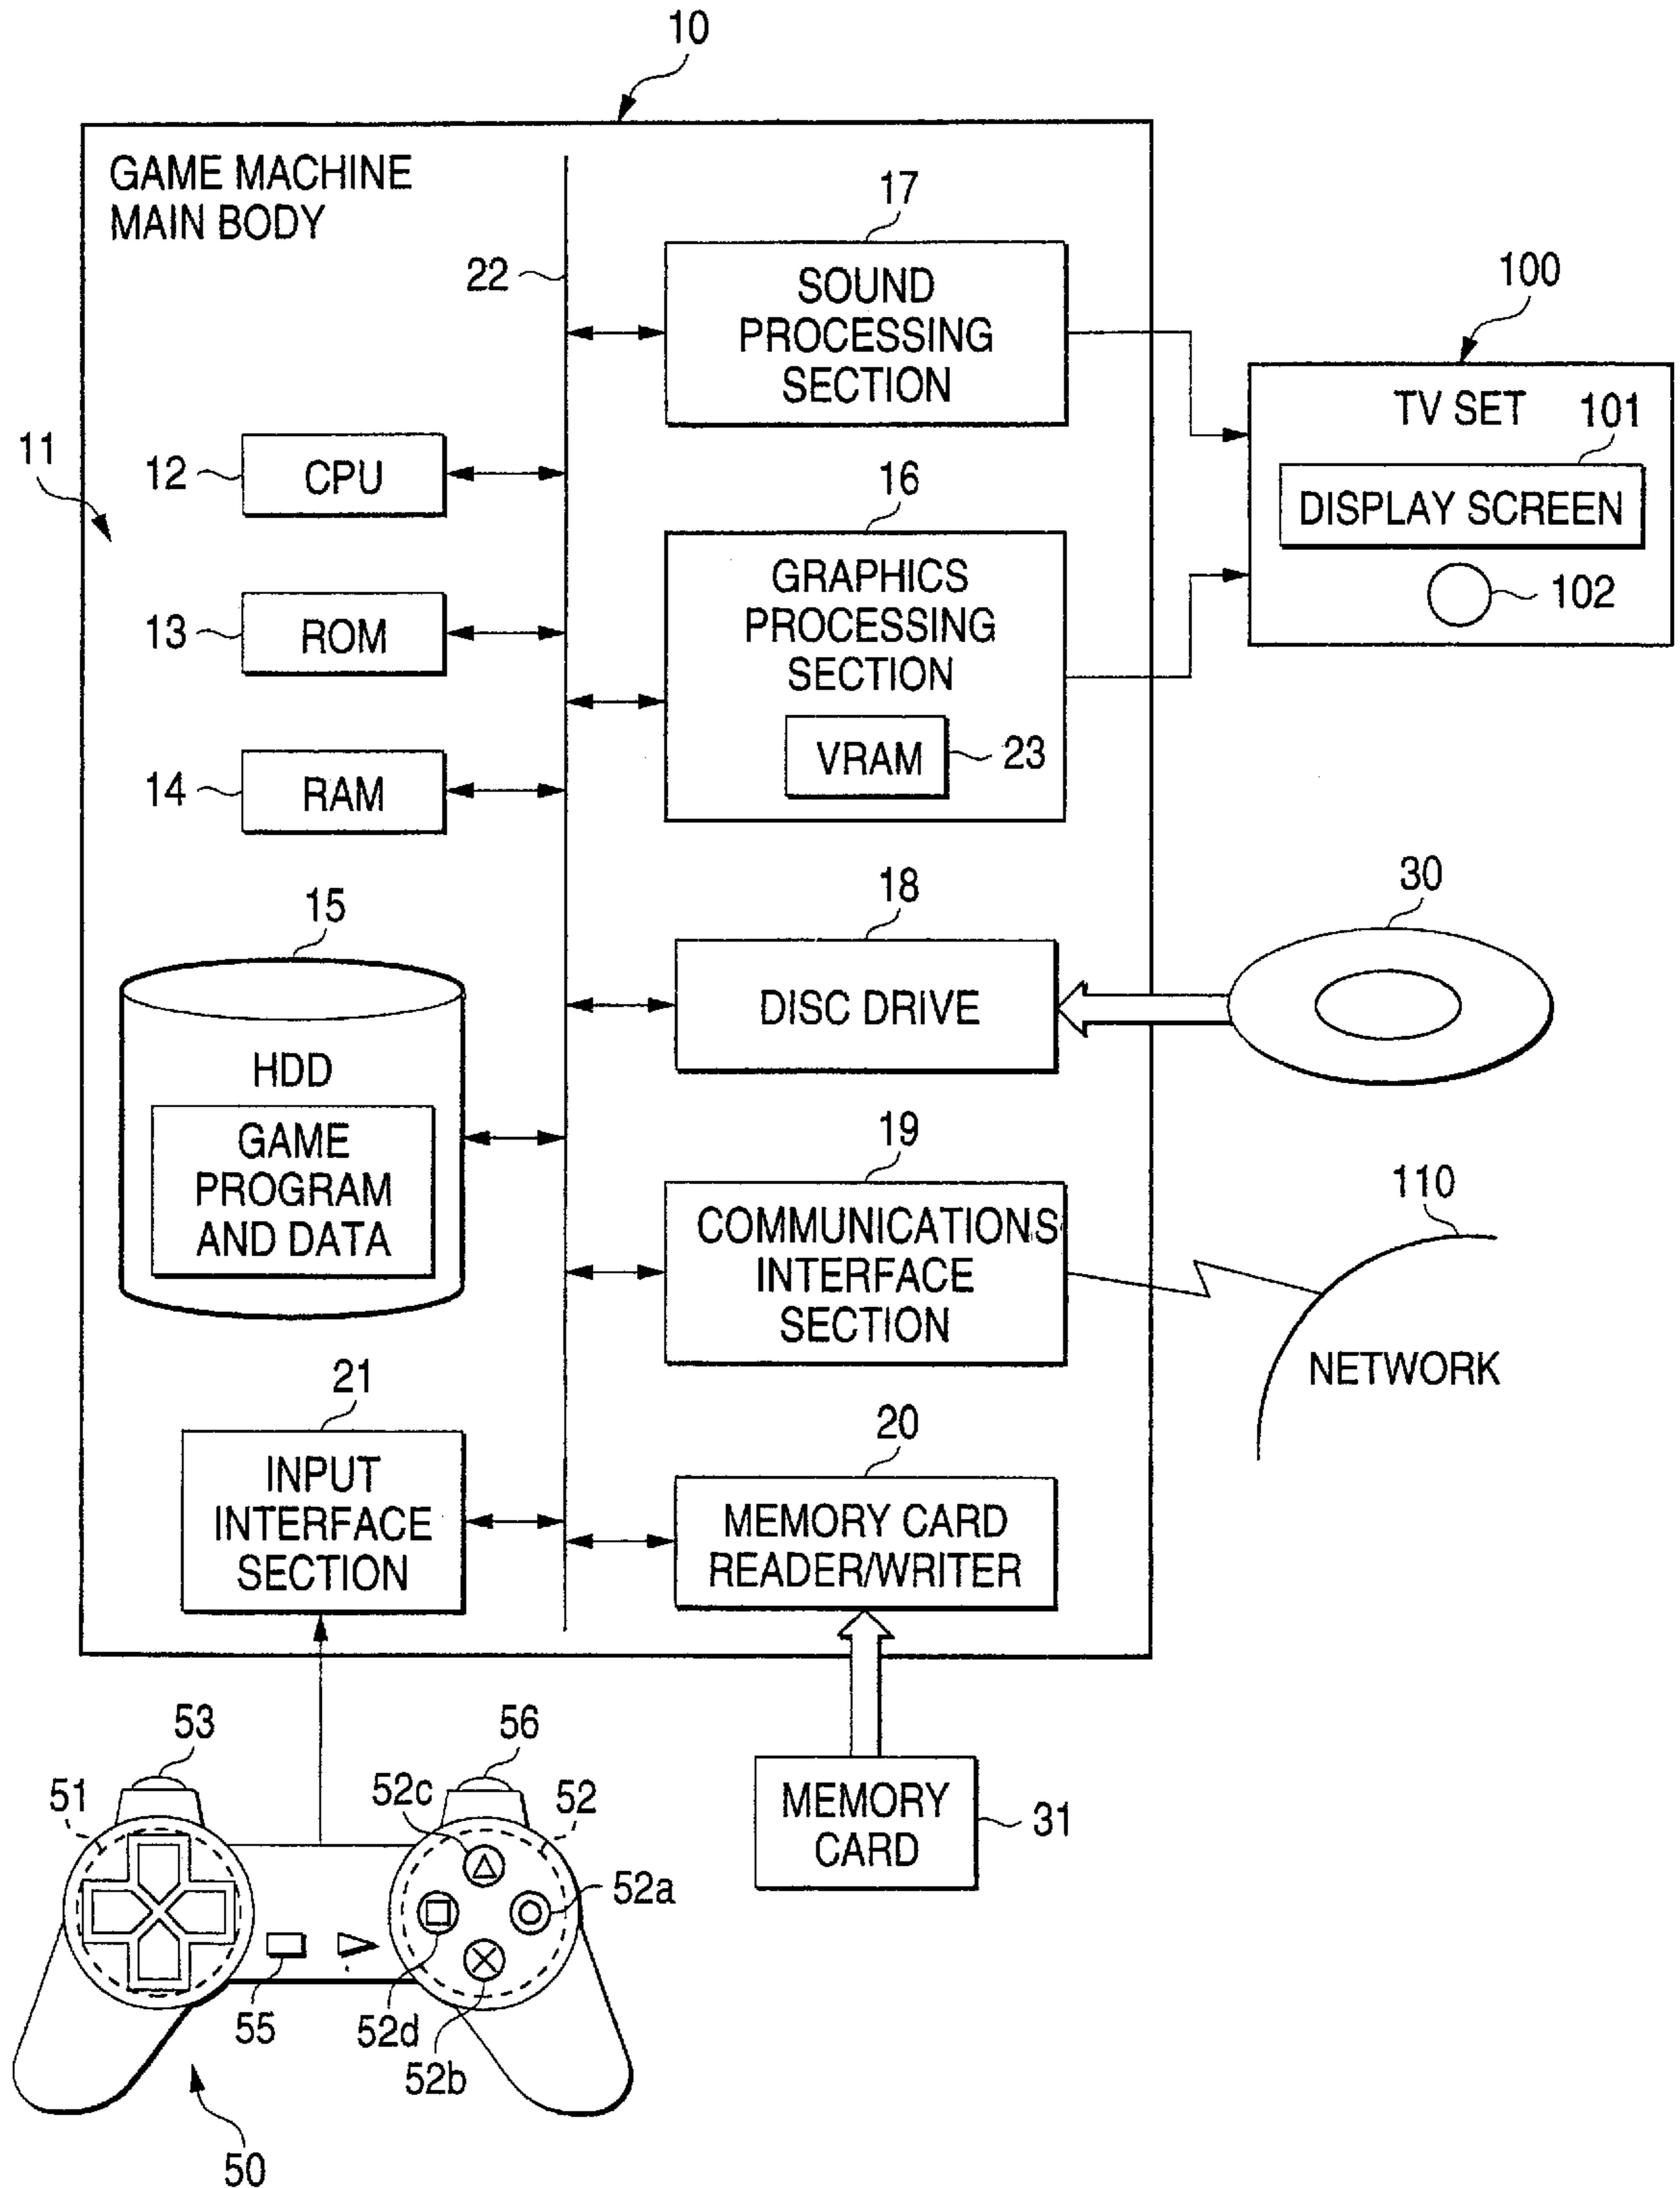 10
GAME MACHINE
MAIN BODY
17
22
SOUND
PROCESSING
SECTION
100
TV SET
101
DISPLAY SCREEN
102
11
12
CPU
16
GRAPHICS
PROCESSING
SECTION
VRAM
23
13
ROM
14
RAM
18
DISC DRIVE
30
15
HDD
GAME
PROGRAM
AND DATA
19
COMMUNICATIONS
INTERFACE
SECTION
110
NETWORK
21
INPUT
INTERFACE
SECTION
20
MEMORY CARD
READER/WRITER
53
56
51
52c
52
MEMORY
CARD
31
52a
55
52d
52b
50